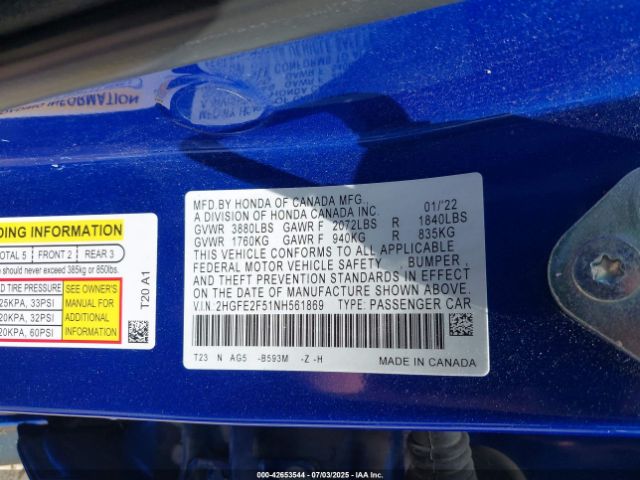 MFD.BY HONDA OF CANADA MFG. 01/'22
A DIVISION OF HONDA CANADA INC.
GVWR 3880LBS GAWR F 2072LBS R 1840LBS
GVWR 1760KG GAWR F 940KG R 835KG
THIS VEHICLE CONFORMS TO ALL APPLICABLE
FEDERAL MOTOR VEHICLE SAFETY, BUMPER,
AND THEFT PREVENTION STANDARDS IN EFFECT
ON THE DATE OF MANUFACTURE SHOWN ABOVE.
V.I.N: 2HGFE2F51NH561869 TYPE: PASSENGER CAR
T23 N AG5 -B593M -Z -H
MADE IN CANADA
DING INFORMATION
OTAL 5 FRONT 2 REAR 3
should never exceed 385kg or 850lbs.
D TIRE PRESSURE
25KPA, 33PSI
20KPA, 32PSI
20KPA, 60PSI
SEE OWNER'S
MANUAL FOR
ADDITIONAL
INFORMATION
T20 A1
000-42653544 - 07/03/2025 - IAA Inc.